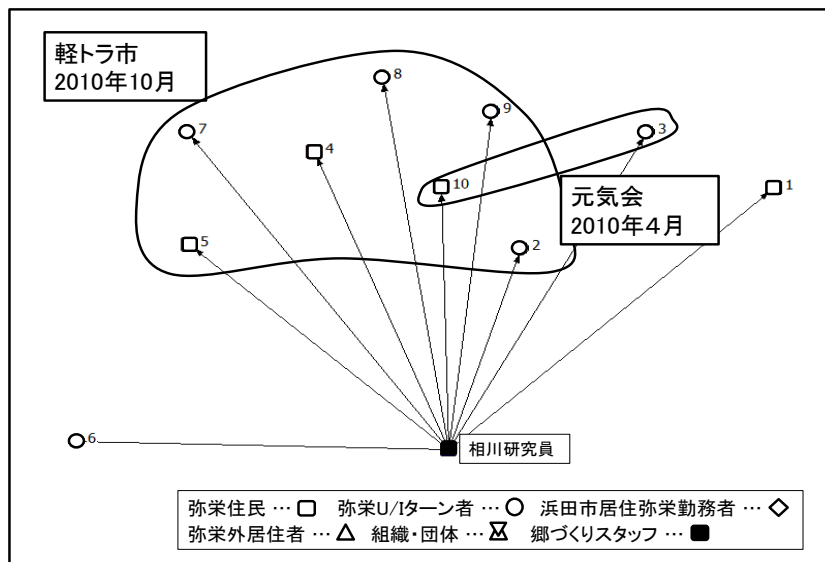 軽トラ市
2010年10月
8
9
7
3
4
10
1
元気会
2010年4月
5
2
6
相川研究員
弥栄住民 … □ 弥栄U/Iターン者 … ○ 浜田市居住弥栄勤務者 … ◇
弥栄外居住者 … △ 組織・団体 … 郷づくりスタッフ … ■